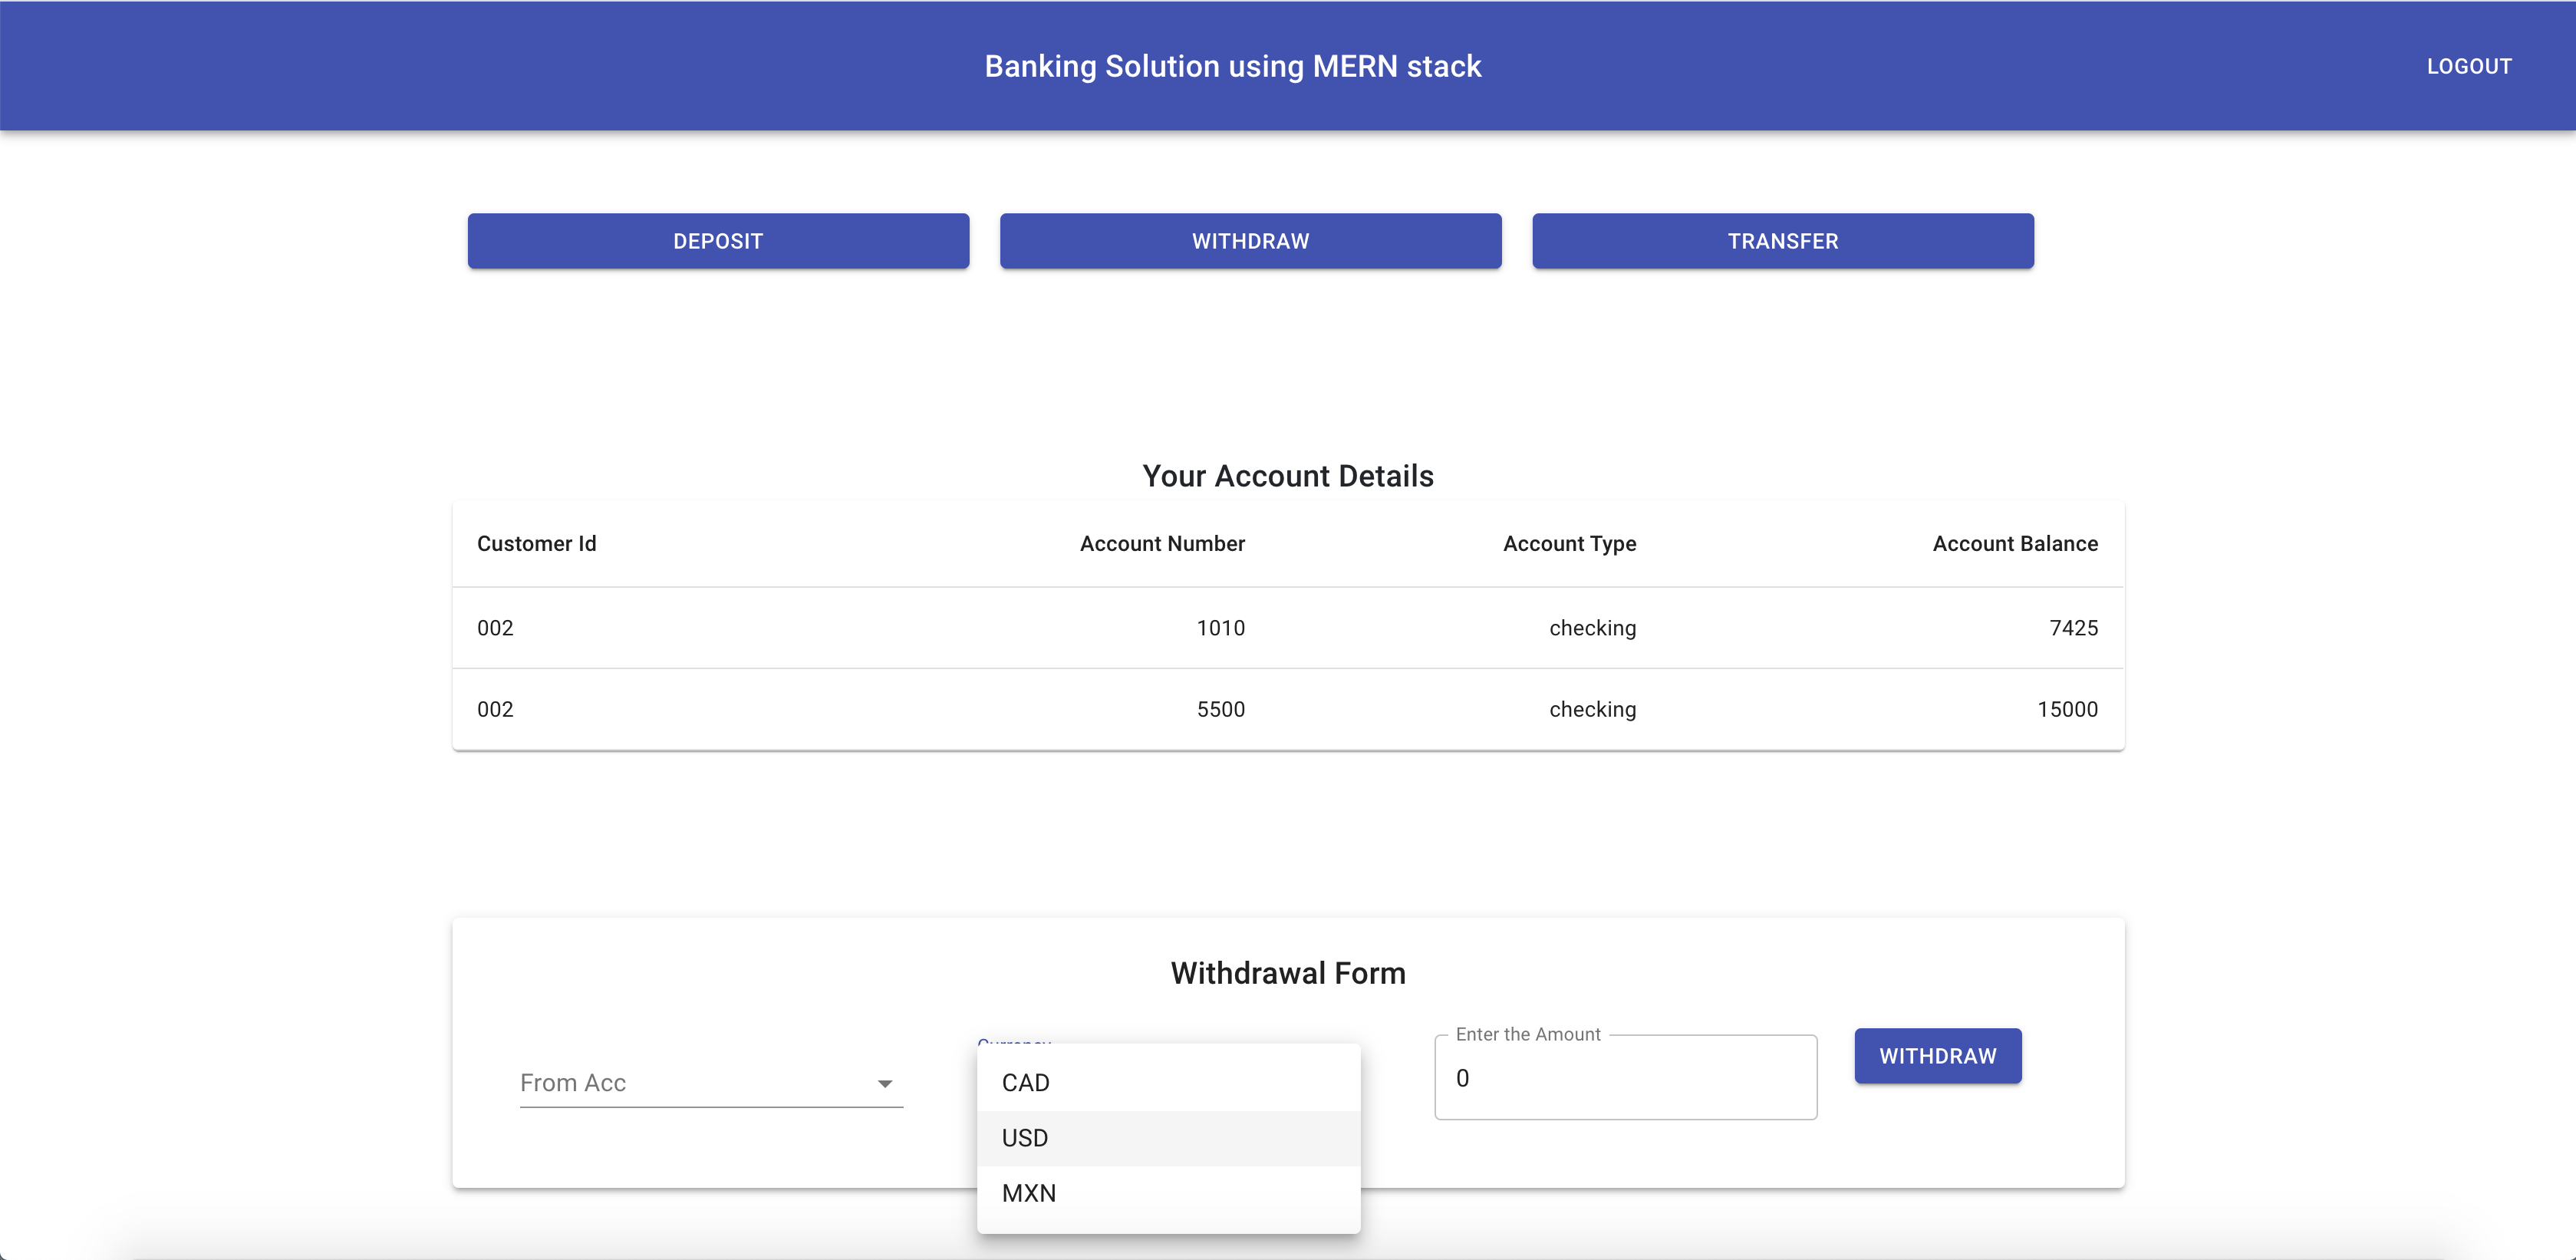 Banking Solution using MERN stack
LOGOUT
DEPOSIT WITHDRAW TRANSFER
Your Account Details
Customer Id Account Number Account Type Account Balance
002 1010 checking 7425
002 5500 checking 15000
Withdrawal Form
From Acc
Currency
CAD
USD
MXN
Enter the Amount
0
WITHDRAW